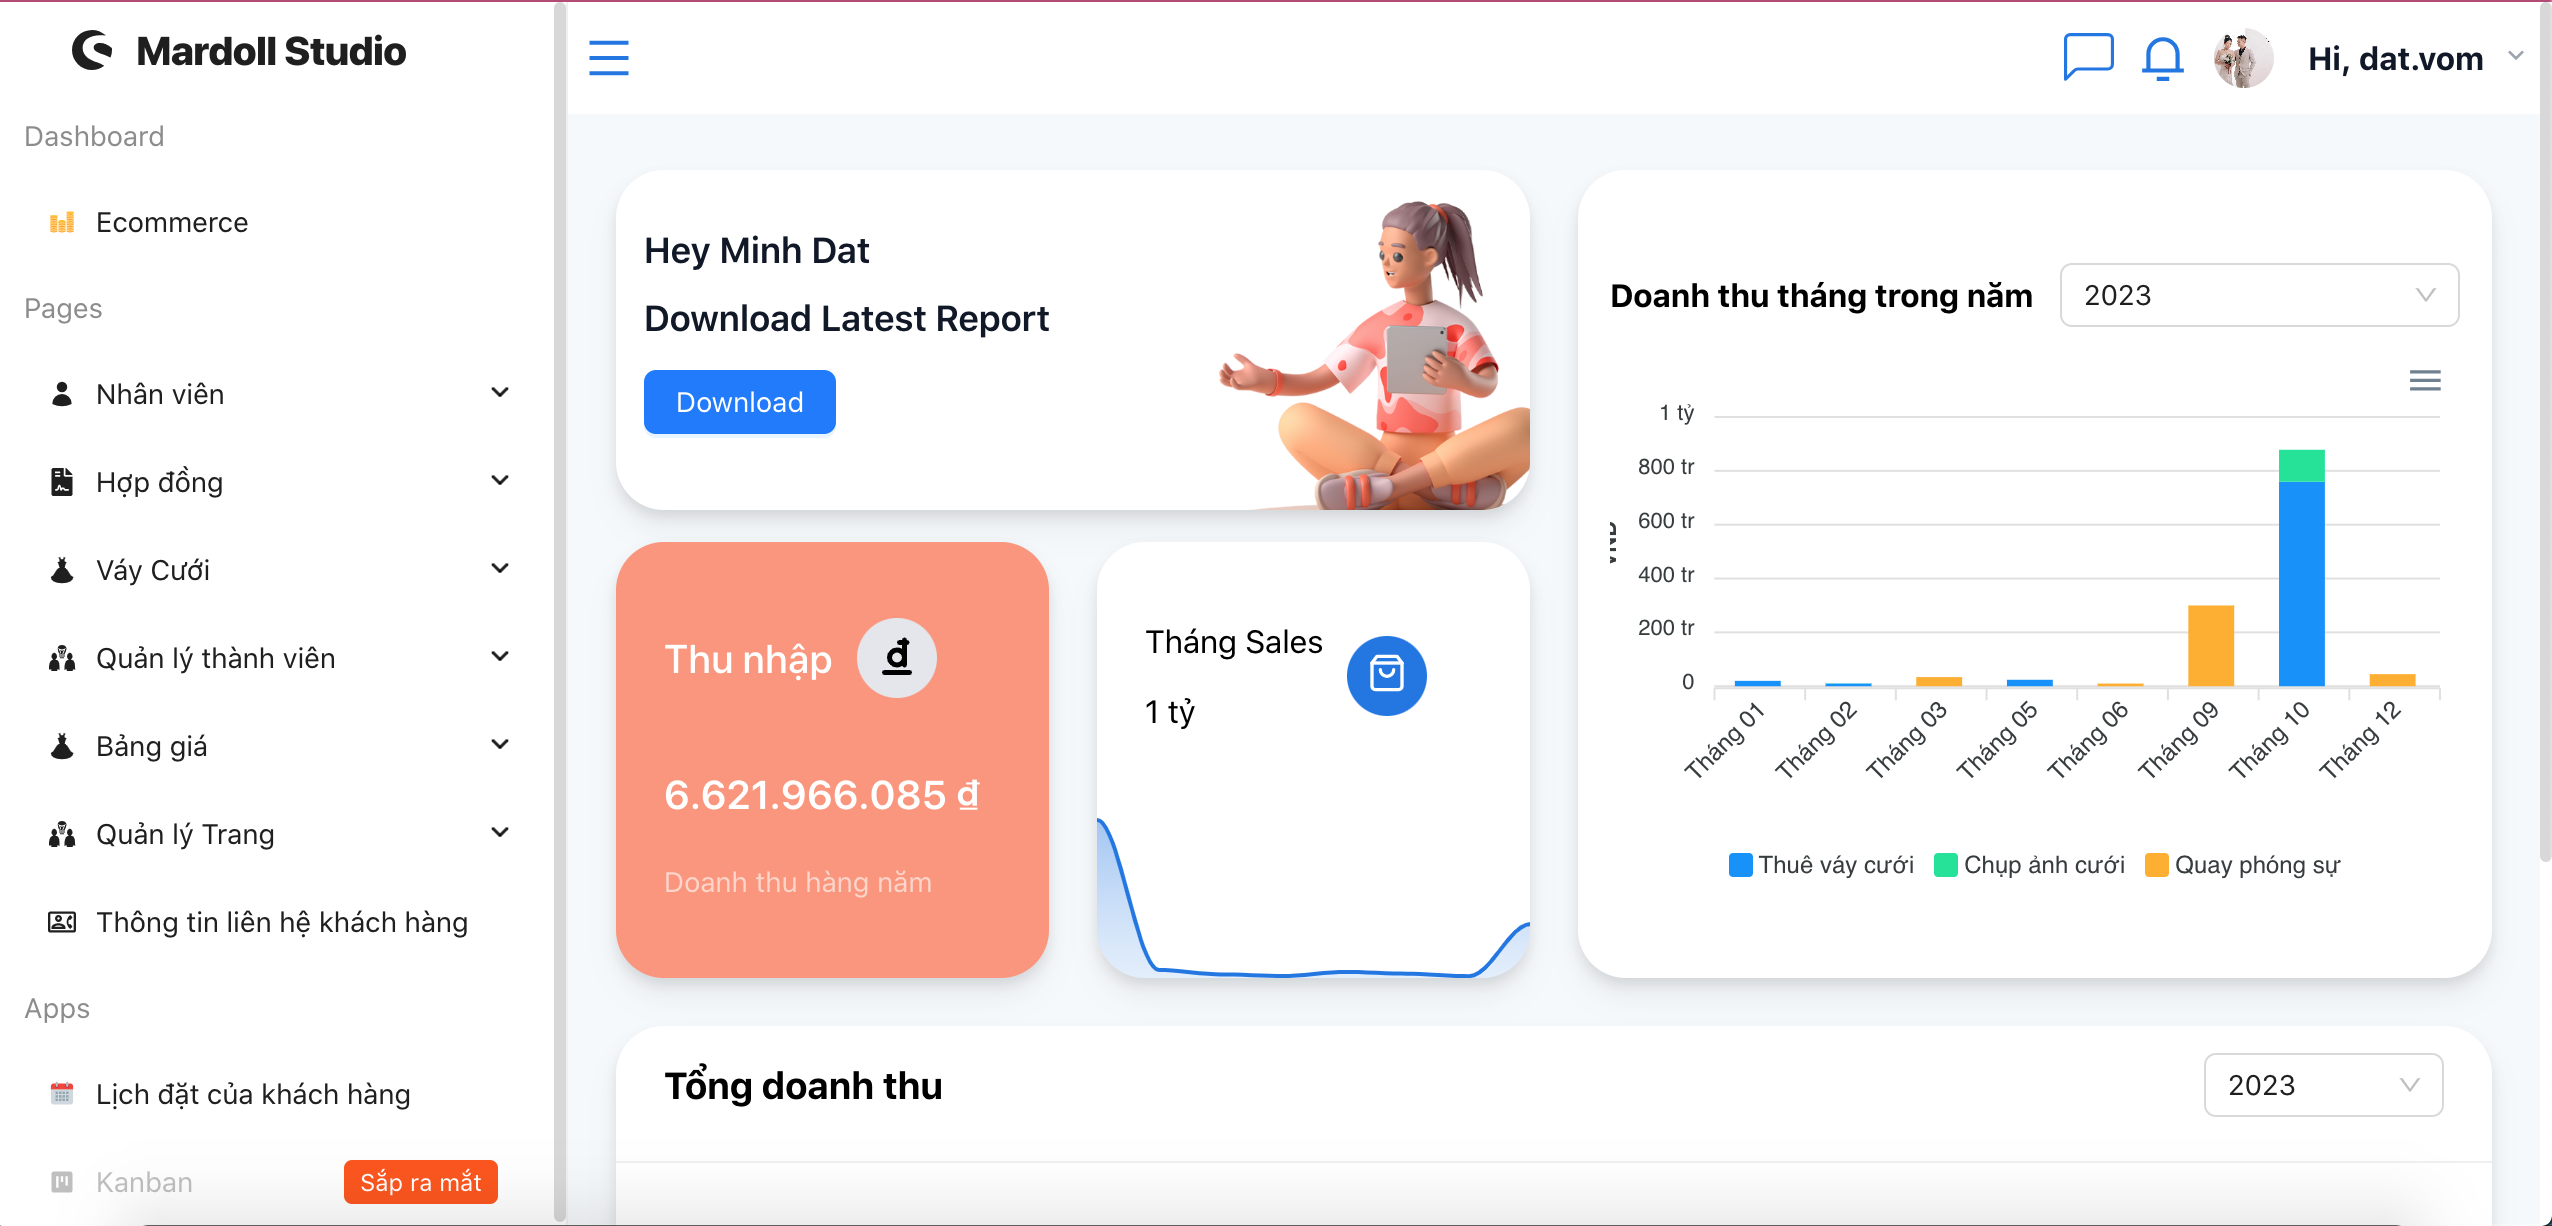 Mardoll Studio
Dashboard
Ecommerce
Pages
Nhân viên
Hợp đồng
Váy Cưới
Quản lý thành viên
Bảng giá
Quản lý Trang
Thông tin liên hệ khách hàng
Apps
Lịch đặt của khách hàng
Kanban
Sắp ra mắt
Hi, dat.vom
Hey Minh Dat
Download Latest Report
Download
Thu nhập
đ
6.621.966.085 ₫
Doanh thu hàng năm
Tháng Sales
1 tỷ
Doanh thu tháng trong năm
2023
VND
1 tỷ
800 tr
600 tr
400 tr
200 tr
0
Tháng 01
Tháng 02
Tháng 03
Tháng 05
Tháng 06
Tháng 09
Tháng 10
Tháng 12
Thuê váy cưới
Chụp ảnh cưới
Quay phóng sự
Tổng doanh thu
2023